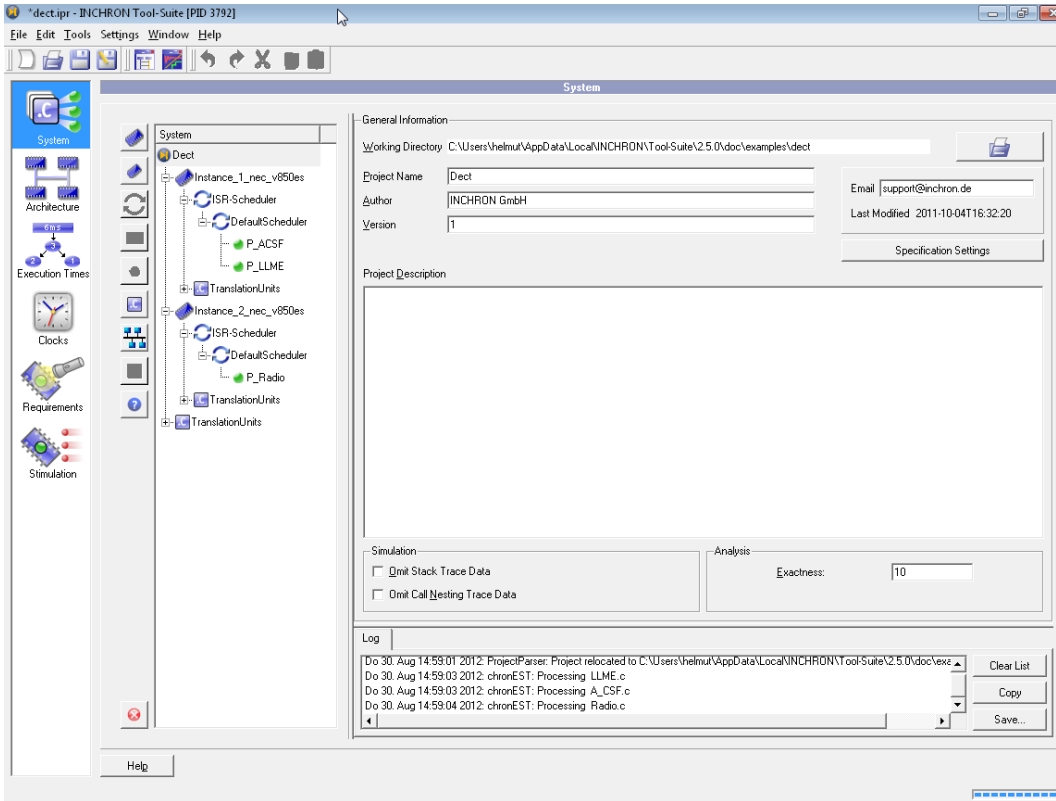 *dect.ipr - INCHRON Tool-Suite [PID 3792]
File Edit Tools Settings Window Help
System
System
Architecture
6ms
3
2
1
Execution Times
Clocks
Requirements
Stimulation
System
Dect
Instance_1_nec_v850es
ISR-Scheduler
DefaultScheduler
P_ACSF
P_LLME
TranslationUnits
Instance_2_nec_v850es
ISR-Scheduler
DefaultScheduler
P_Radio
TranslationUnits
TranslationUnits
General Information
Working Directory C:\Users\helmut\AppData\Local\INCHRON\Tool-Suite\2.5.0\doc\examples\dect
Project Name Dect
Author INCHRON GmbH
Version 1
Email support@inchron.de
Last Modified 2011-10-04T16:32:20
Specification Settings
Project Description
Simulation
Omit Stack Trace Data
Omit Call Nesting Trace Data
Analysis
Exactness: 10
Log
Do 30. Aug 14:59:01 2012: ProjectParser: Project relocated to C:\Users\helmut\AppData\Local\INCHRON\Tool-Suite\2.5.0\doc\exa
Do 30. Aug 14:59:03 2012: chronEST: Processing LLME.c
Do 30. Aug 14:59:03 2012: chronEST: Processing A_CSF.c
Do 30. Aug 14:59:04 2012: chronEST: Processing Radio.c
Clear List
Copy
Save...
Help